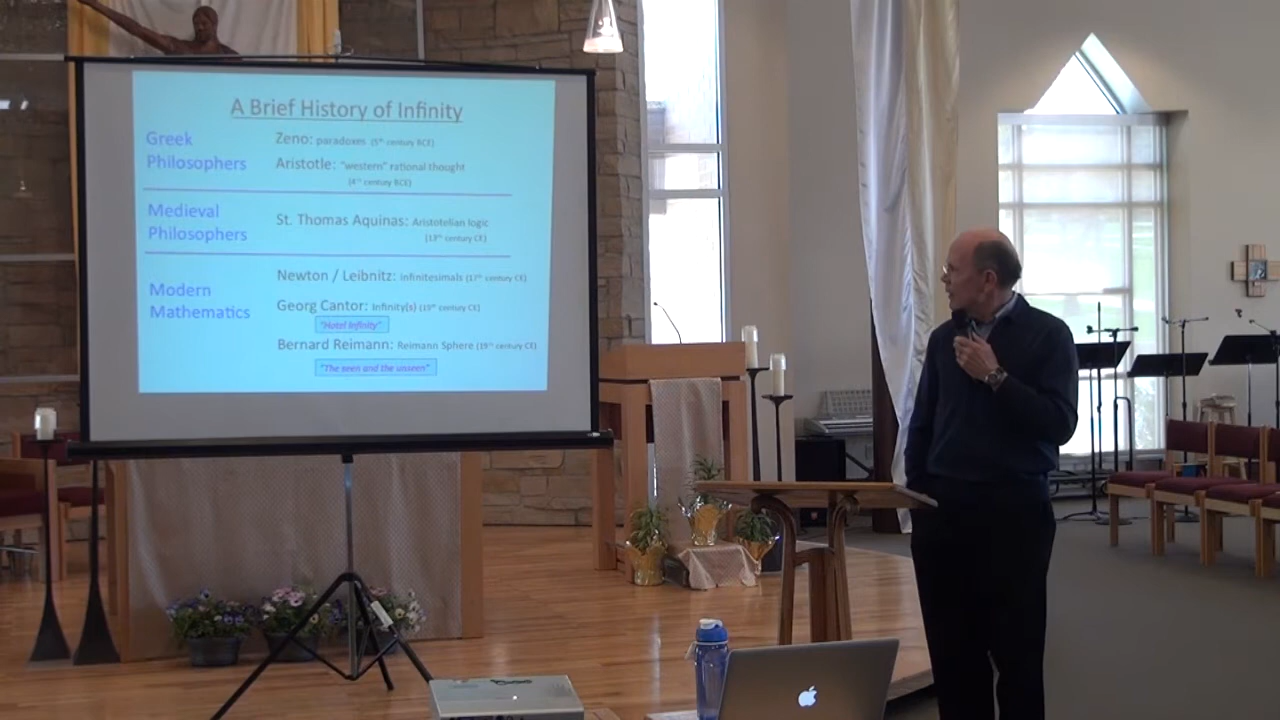 A Brief History of Infinity
Greek
Philosophers
Zeno: paradoxes (5th century BCE)
Aristotle: "western" rational thought
(4th century BCE)
Medieval
Philosophers
St. Thomas Aquinas: Aristotelian logic
(13th century CE)
Modern
Mathematics
Newton / Leibnitz: infinitesimals (17th century CE)
Georg Cantor: Infinity(s) (19th century CE)
"Hotel Infinity"
Bernard Reimann: Reimann Sphere (19th century CE)
"The seen and the unseen"